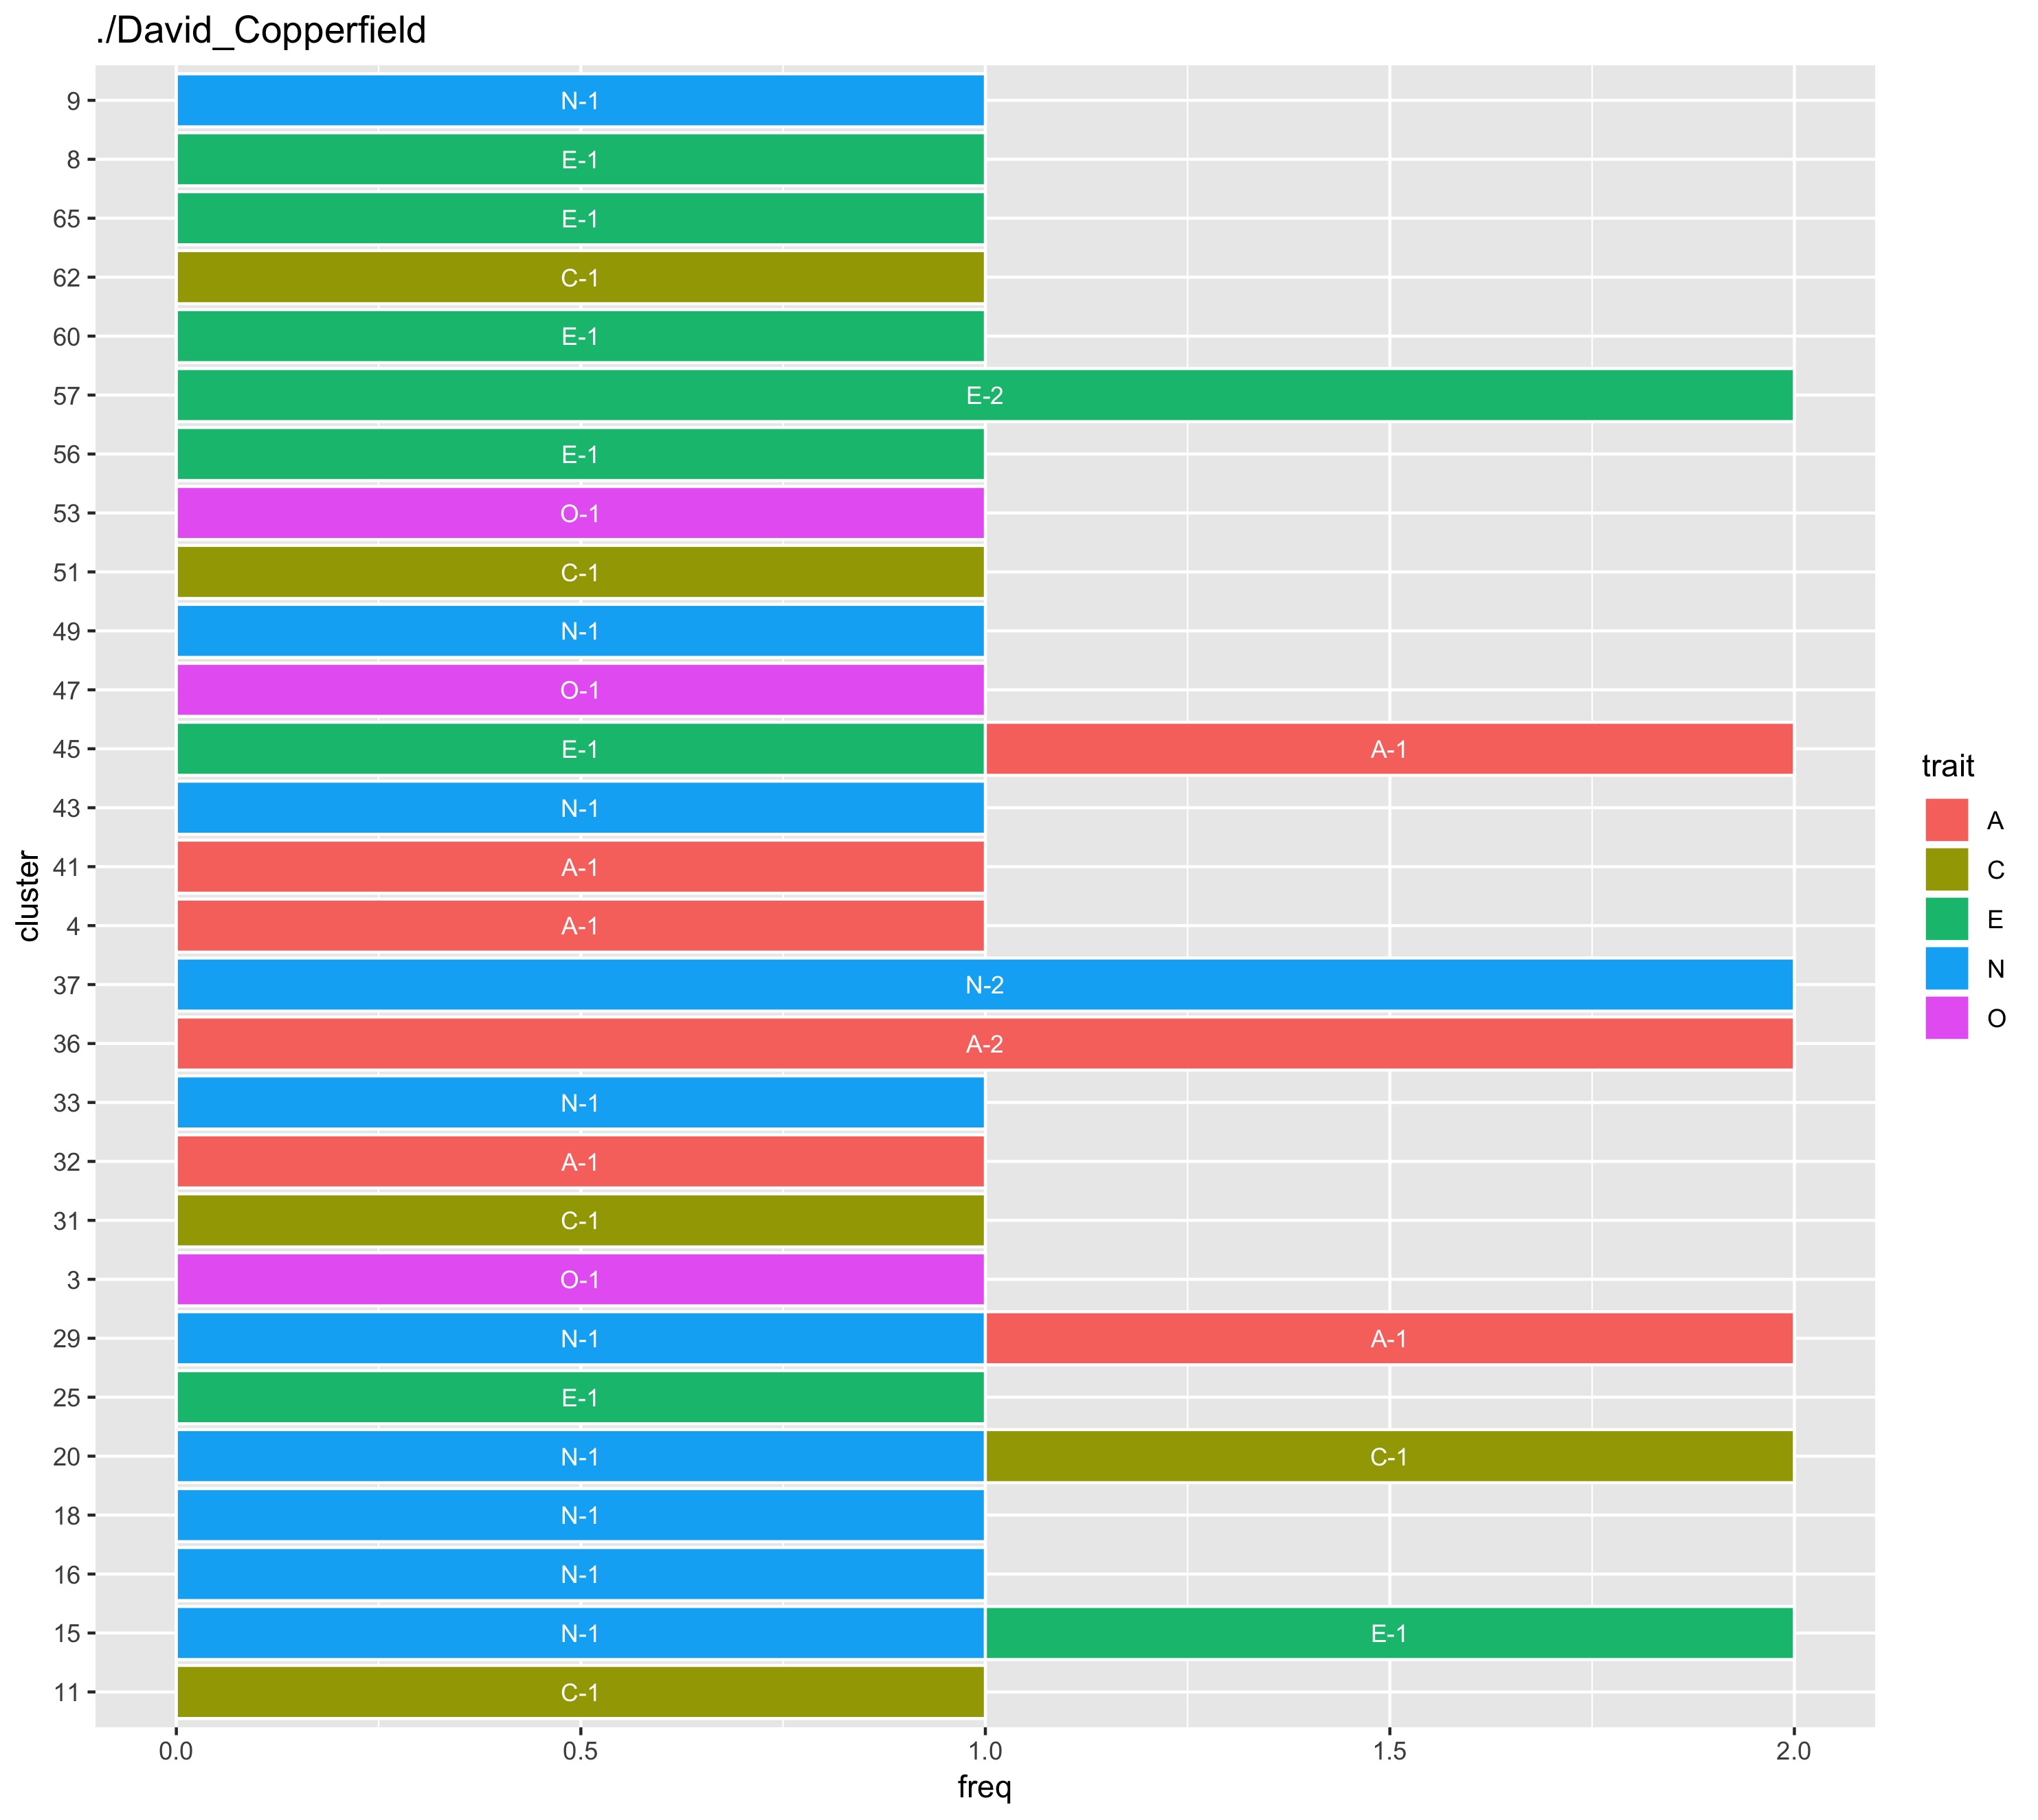 ./David_Copperfield
9 N-1
8 E-1
65 E-1
62 C-1
60 E-1
57 E-2
56 E-1
53 O-1
51 C-1
49 N-1
47 O-1
45 E-1 A-1
43 N-1
41 A-1
4 A-1
37 N-2
36 A-2
33 N-1
32 A-1
31 C-1
3 O-1
29 N-1 A-1
25 E-1
20 N-1 C-1
18 N-1
16 N-1
15 N-1 E-1
11 C-1
0.0 0.5 1.0 1.5 2.0
freq
cluster
trait
A
C
E
N
O